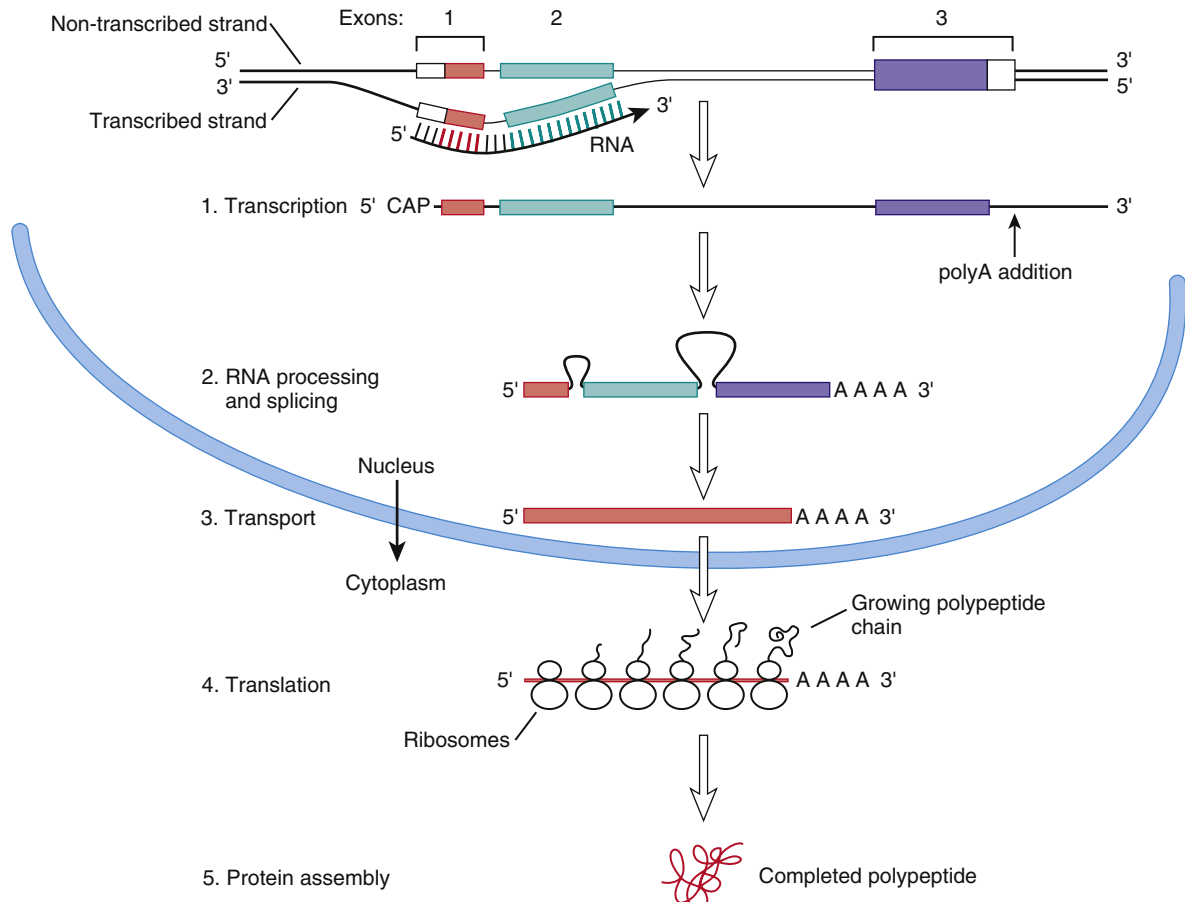 Exons: 1 2 3
Non-transcribed strand
5' 3'
3' 5'
Transcribed strand
5' 3'
RNA
1. Transcription 5' CAP 3'
polyA addition
2. RNA processing
and splicing
5' A A A A 3'
Nucleus
3. Transport
5' A A A A 3'
Cytoplasm
Growing polypeptide
chain
4. Translation
5' A A A A 3'
Ribosomes
5. Protein assembly
Completed polypeptide